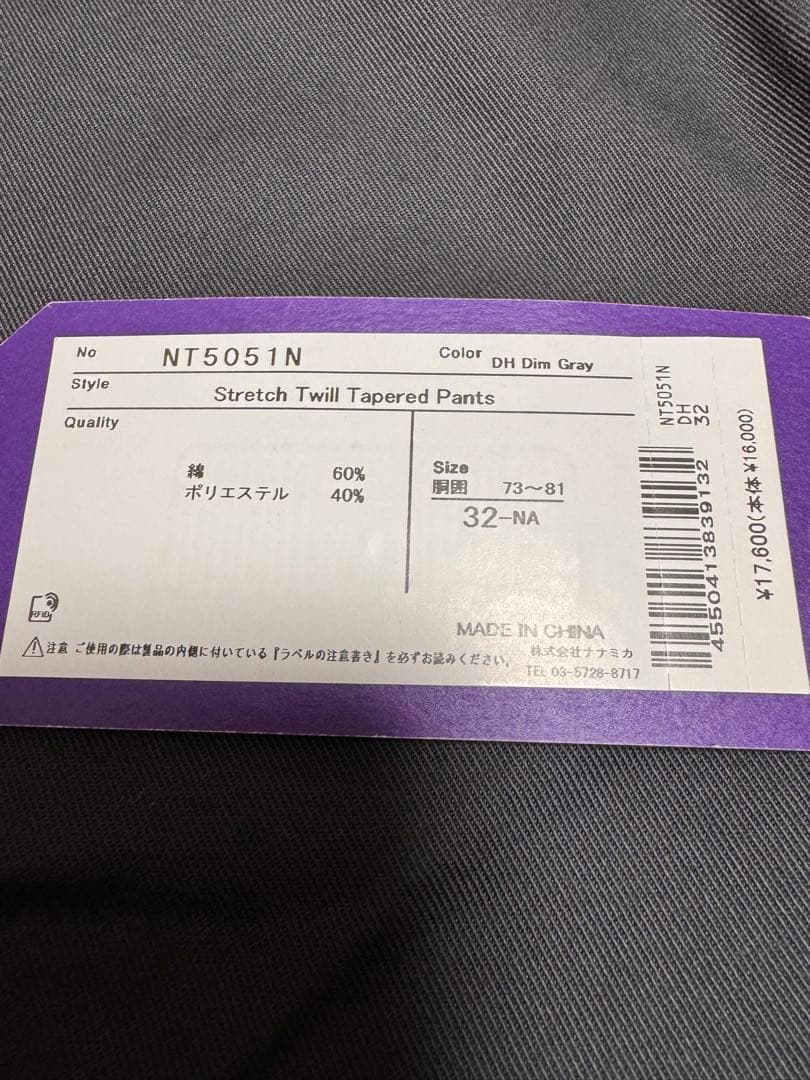 No NT5051N Color DH Dim Gray
Style Stretch Twill Tapered Pants
Quality
綿 60%
ポリエステル 40%
Size
胴囲 73〜81
32-NA
RFID
MADE IN CHINA
⚠注意 ご使用の際は製品の内側に付いている『ラベルの注意書き』を必ずお読みください。
株式会社ナナミカ
TEL 03-5728-8717
NT5051N
DH
32
4550413839132
¥17,600(本体¥16,000)